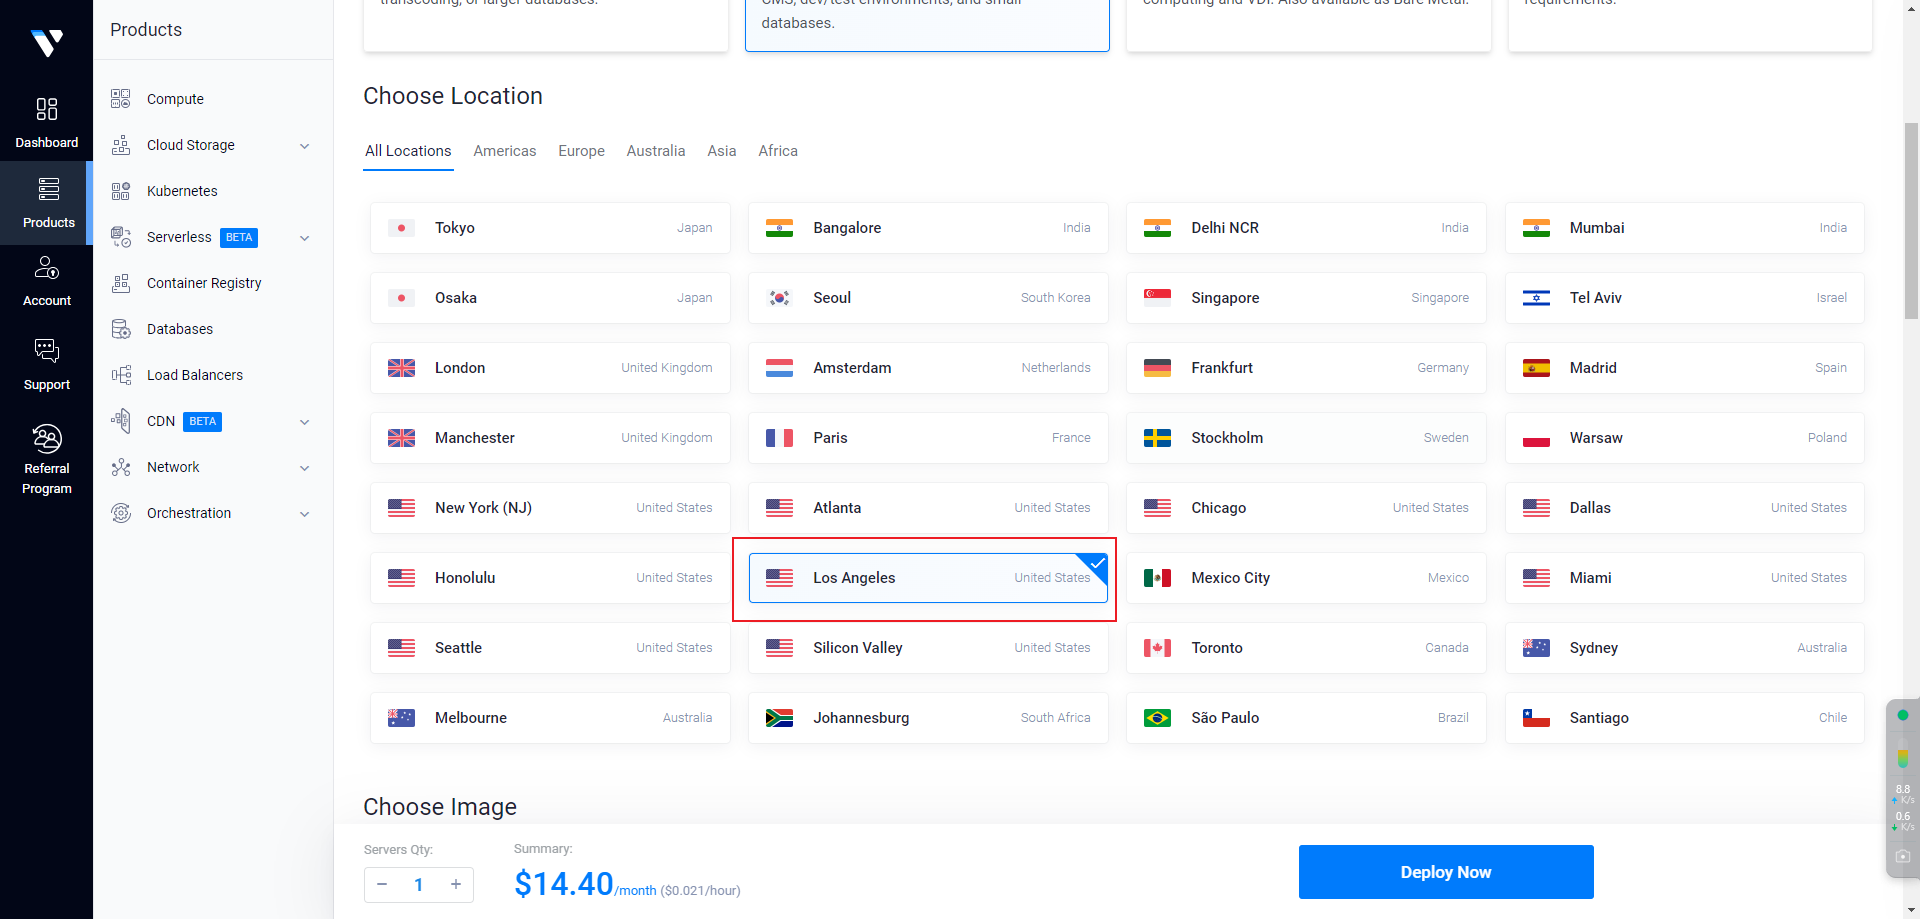 Products
Dashboard
Products
Account
Support
Referral
Program
Compute
Cloud Storage
Kubernetes
Serverless BETA
Container Registry
Databases
Load Balancers
CDN BETA
Network
Orchestration
transcoding, or larger databases.
CMS, dev/test environments, and small
databases.
computing and VDI. Also available as Bare Metal.
requirements.
Choose Location
All Locations Americas Europe Australia Asia Africa
Tokyo Japan
Bangalore India
Delhi NCR India
Mumbai India
Osaka Japan
Seoul South Korea
Singapore Singapore
Tel Aviv Israel
London United Kingdom
Amsterdam Netherlands
Frankfurt Germany
Madrid Spain
Manchester United Kingdom
Paris France
Stockholm Sweden
Warsaw Poland
New York (NJ) United States
Atlanta United States
Chicago United States
Dallas United States
Honolulu United States
Los Angeles United States
Mexico City Mexico
Miami United States
Seattle United States
Silicon Valley United States
Toronto Canada
Sydney Australia
Melbourne Australia
Johannesburg South Africa
São Paulo Brazil
Santiago Chile
Choose Image
Servers Qty:
− 1 +
Summary:
$14.40/month ($0.021/hour)
Deploy Now
8.8
K/s
0.6
K/s